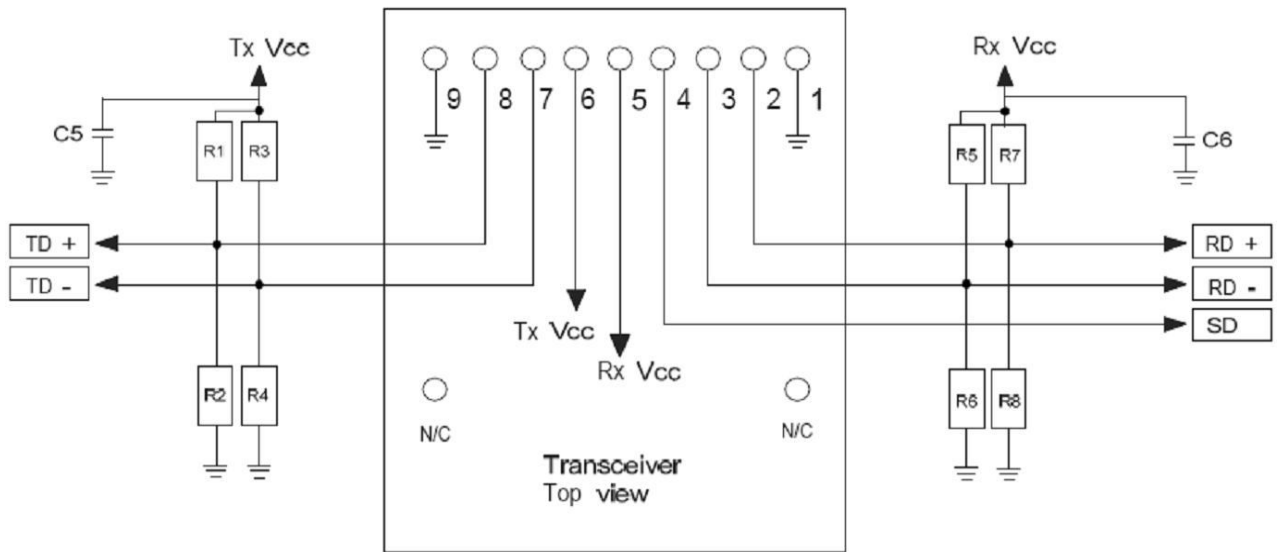 Tx Vcc
Rx Vcc
9 8 7 6 5 4 3 2 1
C5
R1 R3
R5 R7
C6
TD +
RD +
TD -
RD -
SD
Tx Vcc
Rx Vcc
R2 R4
R6 R8
N/C
N/C
Transceiver
Top view